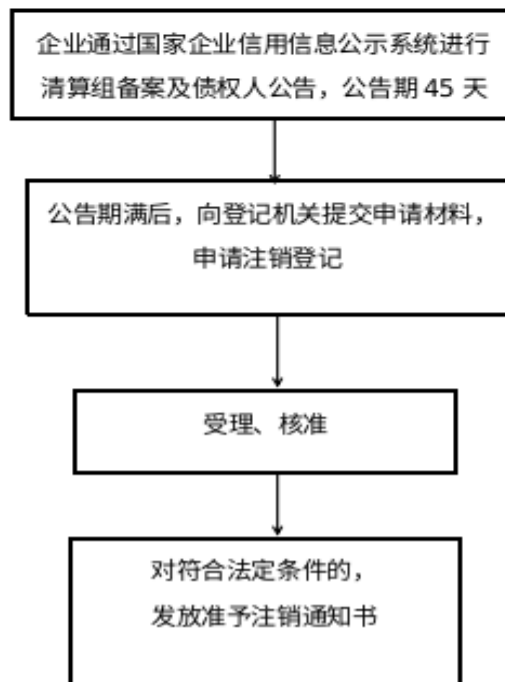 企业通过国家企业信用信息公示系统进行
清算组备案及债权人公告，公告期 45 天
公告期满后，向登记机关提交申请材料，
申请注销登记
受理、核准
对符合法定条件的，
发放准予注销通知书